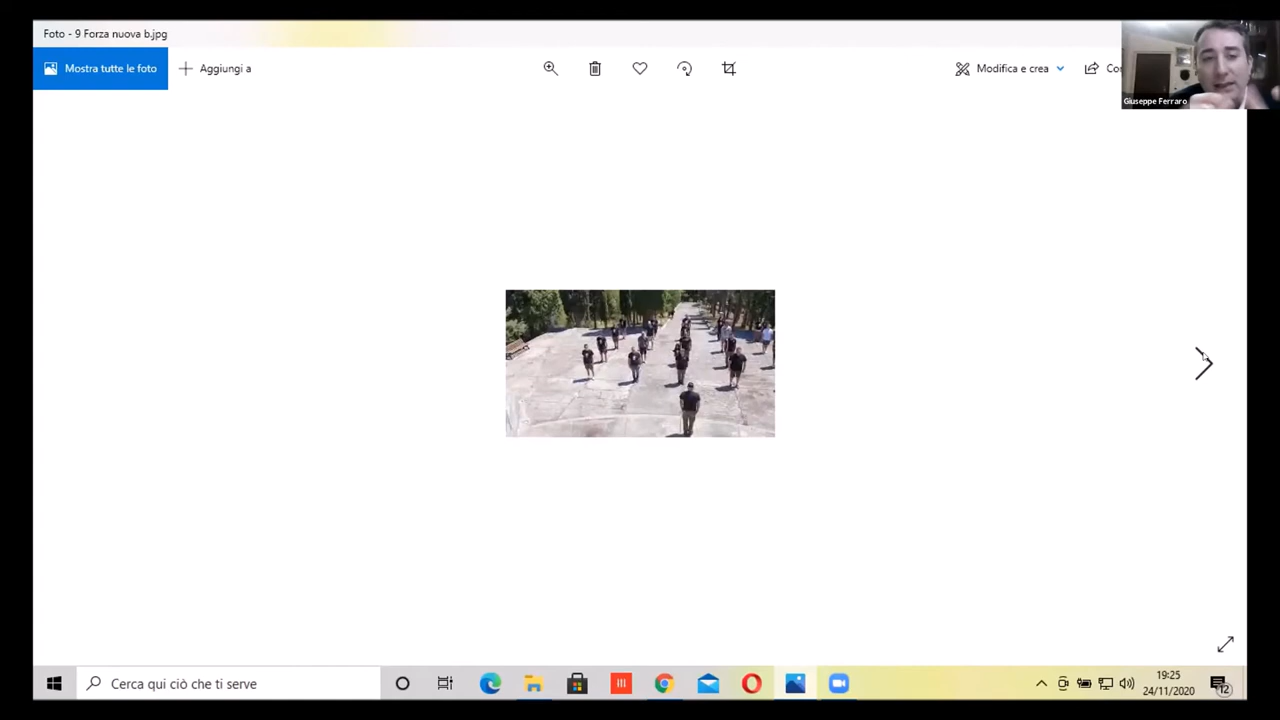 Foto - 9 Forza nuova b.jpg
Mostra tutte le foto
Aggiungi a
Modifica e crea
Giuseppe Ferraro
Cerca qui ciò che ti serve
19:25
24/11/2020
12